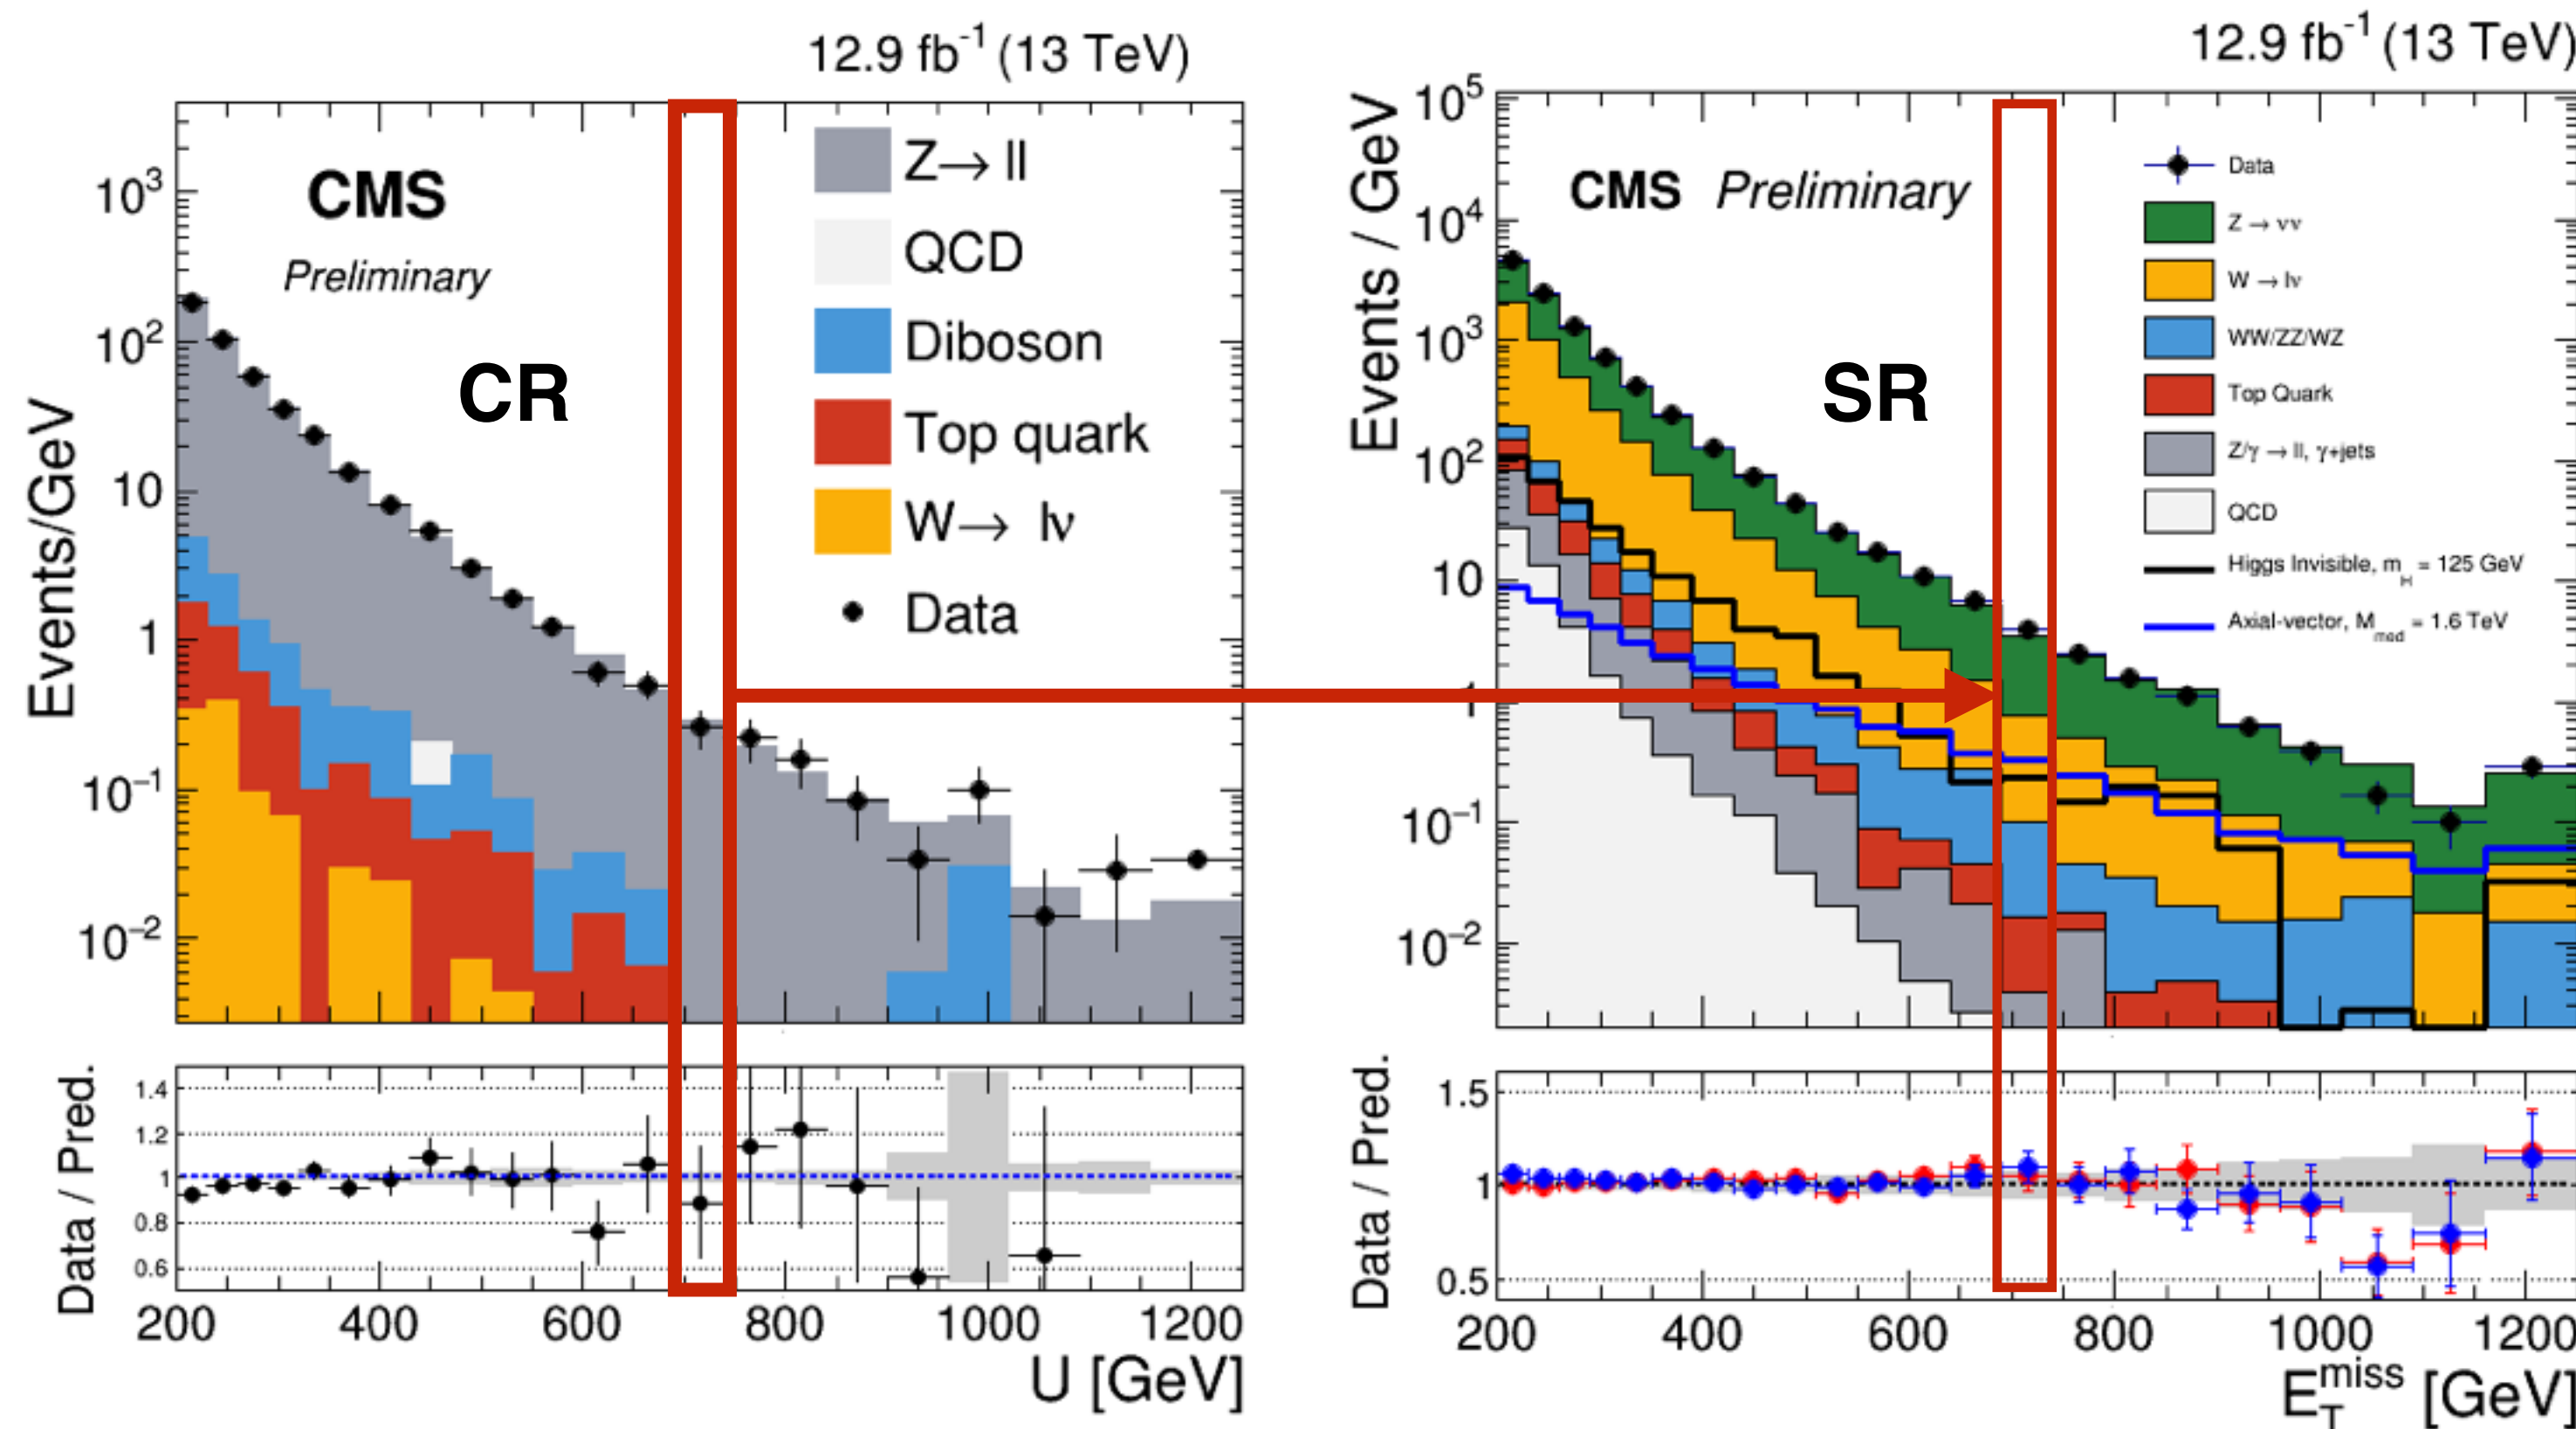 12.9 fb⁻¹ (13 TeV)
Events/GeV
10³
10²
10
1
10⁻¹
10⁻²
CMS
Preliminary
CR
Z→ ll
QCD
Diboson
Top quark
W→ lν
Data
Data / Pred.
1.4
1.2
1
0.8
0.6
200 400 600 800 1000 1200
U [GeV]
12.9 fb⁻¹ (13 TeV)
Events / GeV
10⁵
10⁴
10³
10²
10
1
10⁻¹
10⁻²
CMS Preliminary
SR
Data
Z → νν
W → lν
WW/ZZ/WZ
Top Quark
Z/γ → ll, γ+jets
QCD
Higgs Invisible, m_H = 125 GeV
Axial-vector, M_med = 1.6 TeV
Data / Pred.
1.5
1
0.5
200 400 600 800 1000 1200
E_T^miss [GeV]